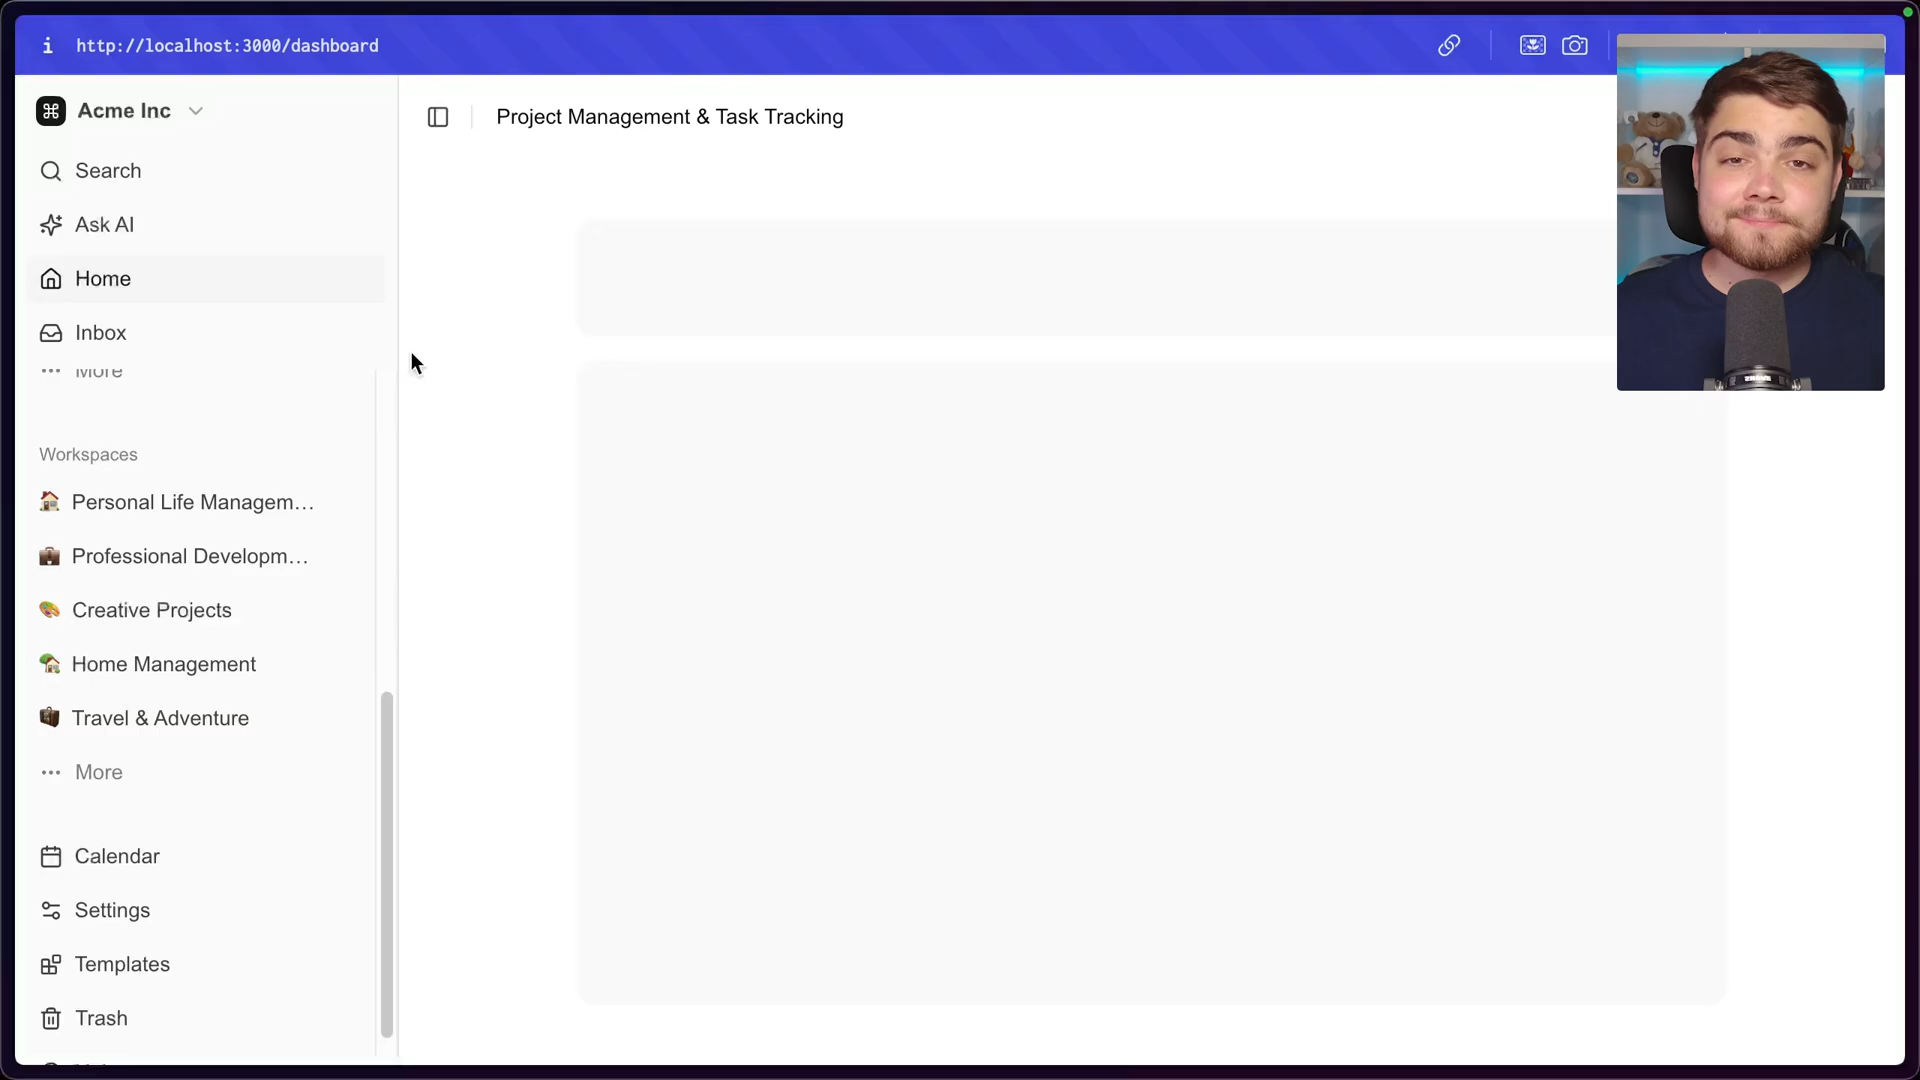 http://localhost:3000/dashboard
Acme Inc
Search
Ask AI
Home
Inbox
More
Workspaces
Personal Life Managem…
Professional Developm…
Creative Projects
Home Management
Travel & Adventure
More
Calendar
Settings
Templates
Trash
Project Management & Task Tracking